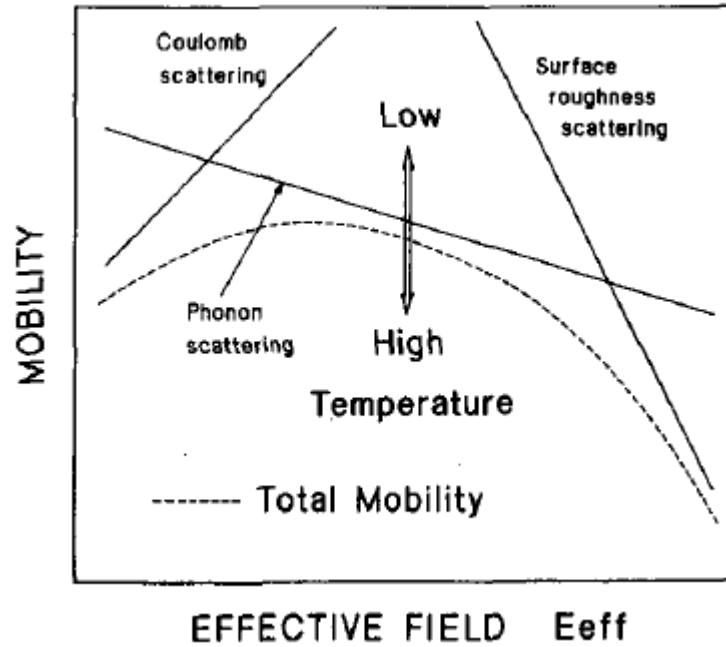 Coulomb
scattering
Surface
roughness
scattering
Low
Phonon
scattering
High
Temperature
Total Mobility
MOBILITY
EFFECTIVE FIELD Eeff